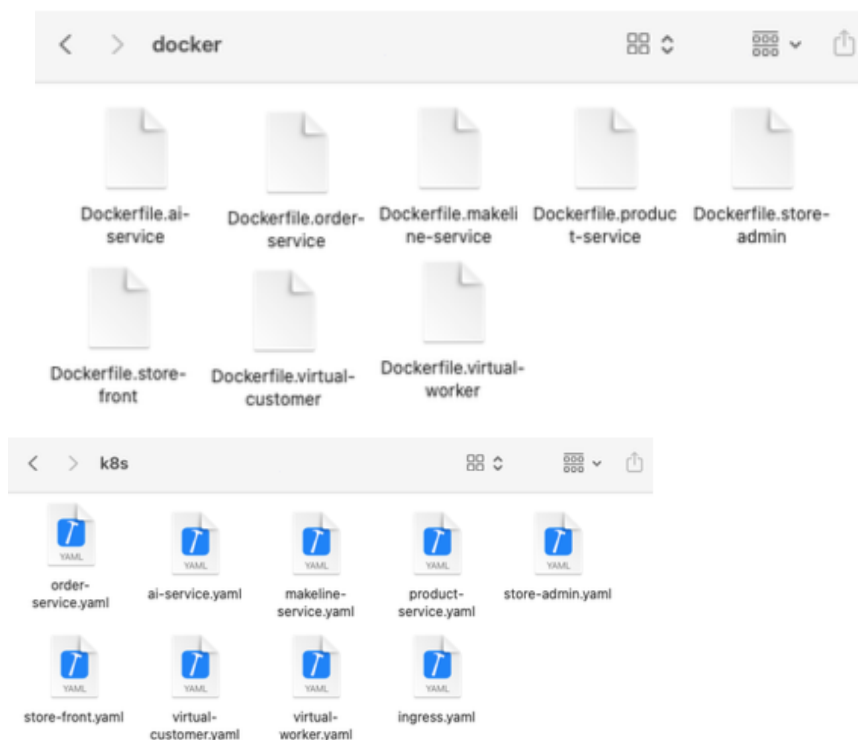 docker
Dockerfile.ai-
service
Dockerfile.order-
service
Dockerfile.makeli
ne-service
Dockerfile.produc
t-service
Dockerfile.store-
admin
Dockerfile.store-
front
Dockerfile.virtual-
customer
Dockerfile.virtual-
worker
k8s
YAML
order-
service.yaml
YAML
ai-service.yaml
YAML
makeline-
service.yaml
YAML
product-
service.yaml
YAML
store-admin.yaml
YAML
store-front.yaml
YAML
virtual-
customer.yaml
YAML
virtual-
worker.yaml
YAML
ingress.yaml